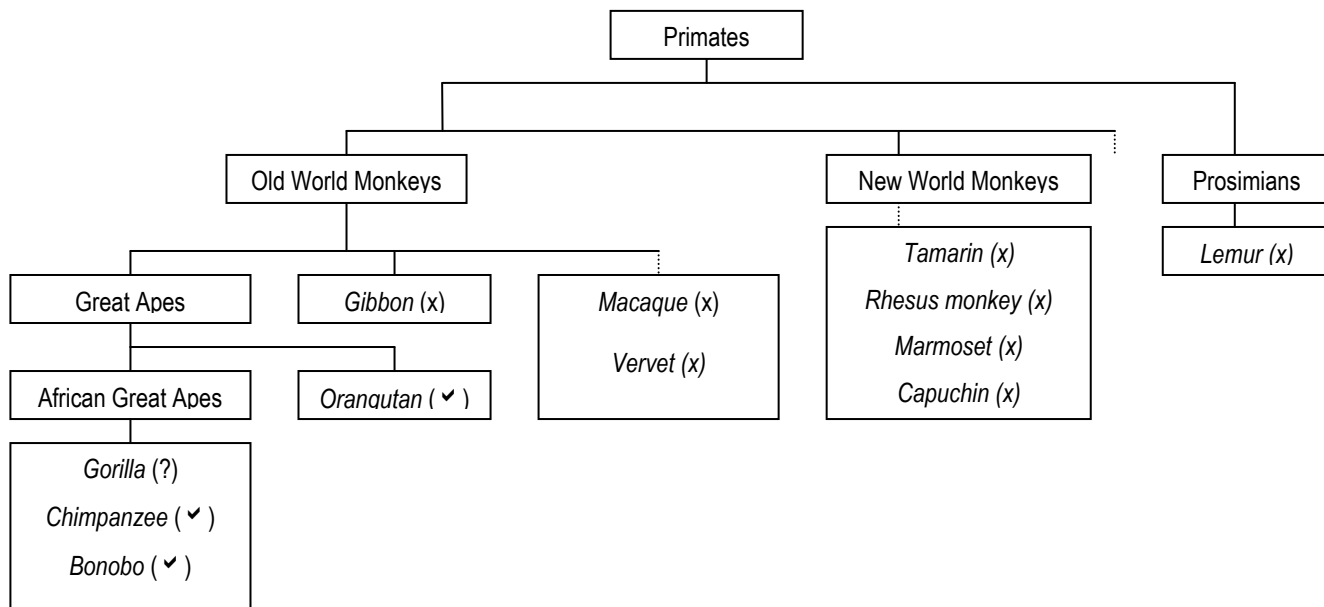 Primates
Old World Monkeys
New World Monkeys
Prosimians
Great Apes
Gibbon (x)
Macaque (x)
Vervet (x)
Tamarin (x)
Rhesus monkey (x)
Marmoset (x)
Capuchin (x)
Lemur (x)
African Great Apes
Orangutan (✔)
Gorilla (?)
Chimpanzee (✔)
Bonobo (✔)